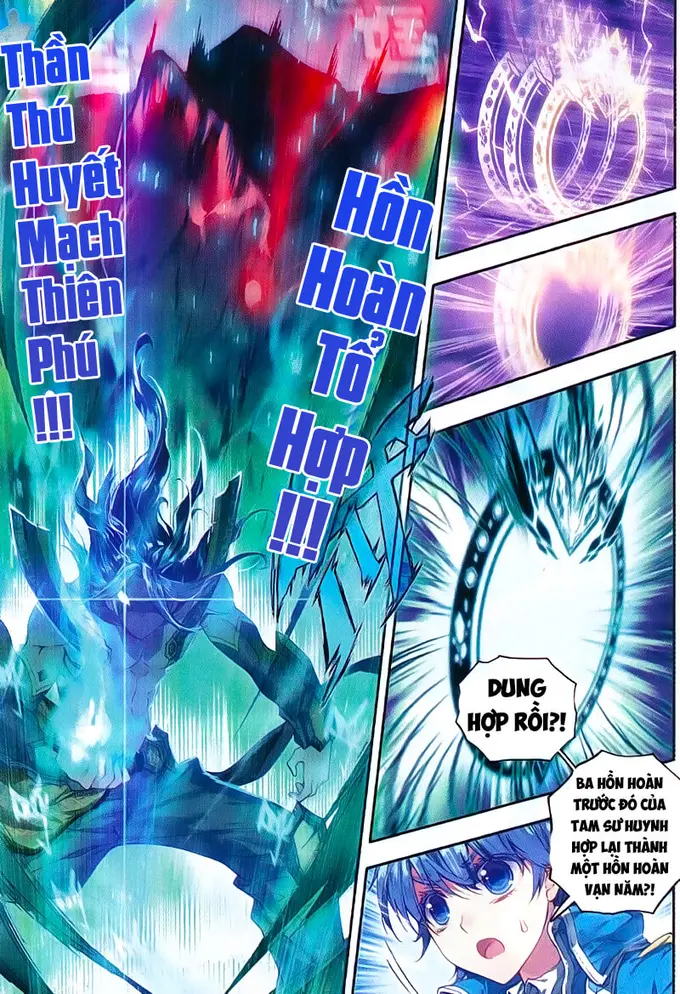 Thần
Thú
Huyết
Mạch
Thiên
Phú
!!!
Hồn
Hoàn
Tổ
Hợp
!!!
DUNG
HỢP RỒI?!
BA HỒN HOÀN
TRƯỚC ĐÓ CỦA
TAM SƯ HUYNH
HỢP LẠI THÀNH
MỘT HỒN HOÀN
VẠN NĂM?!